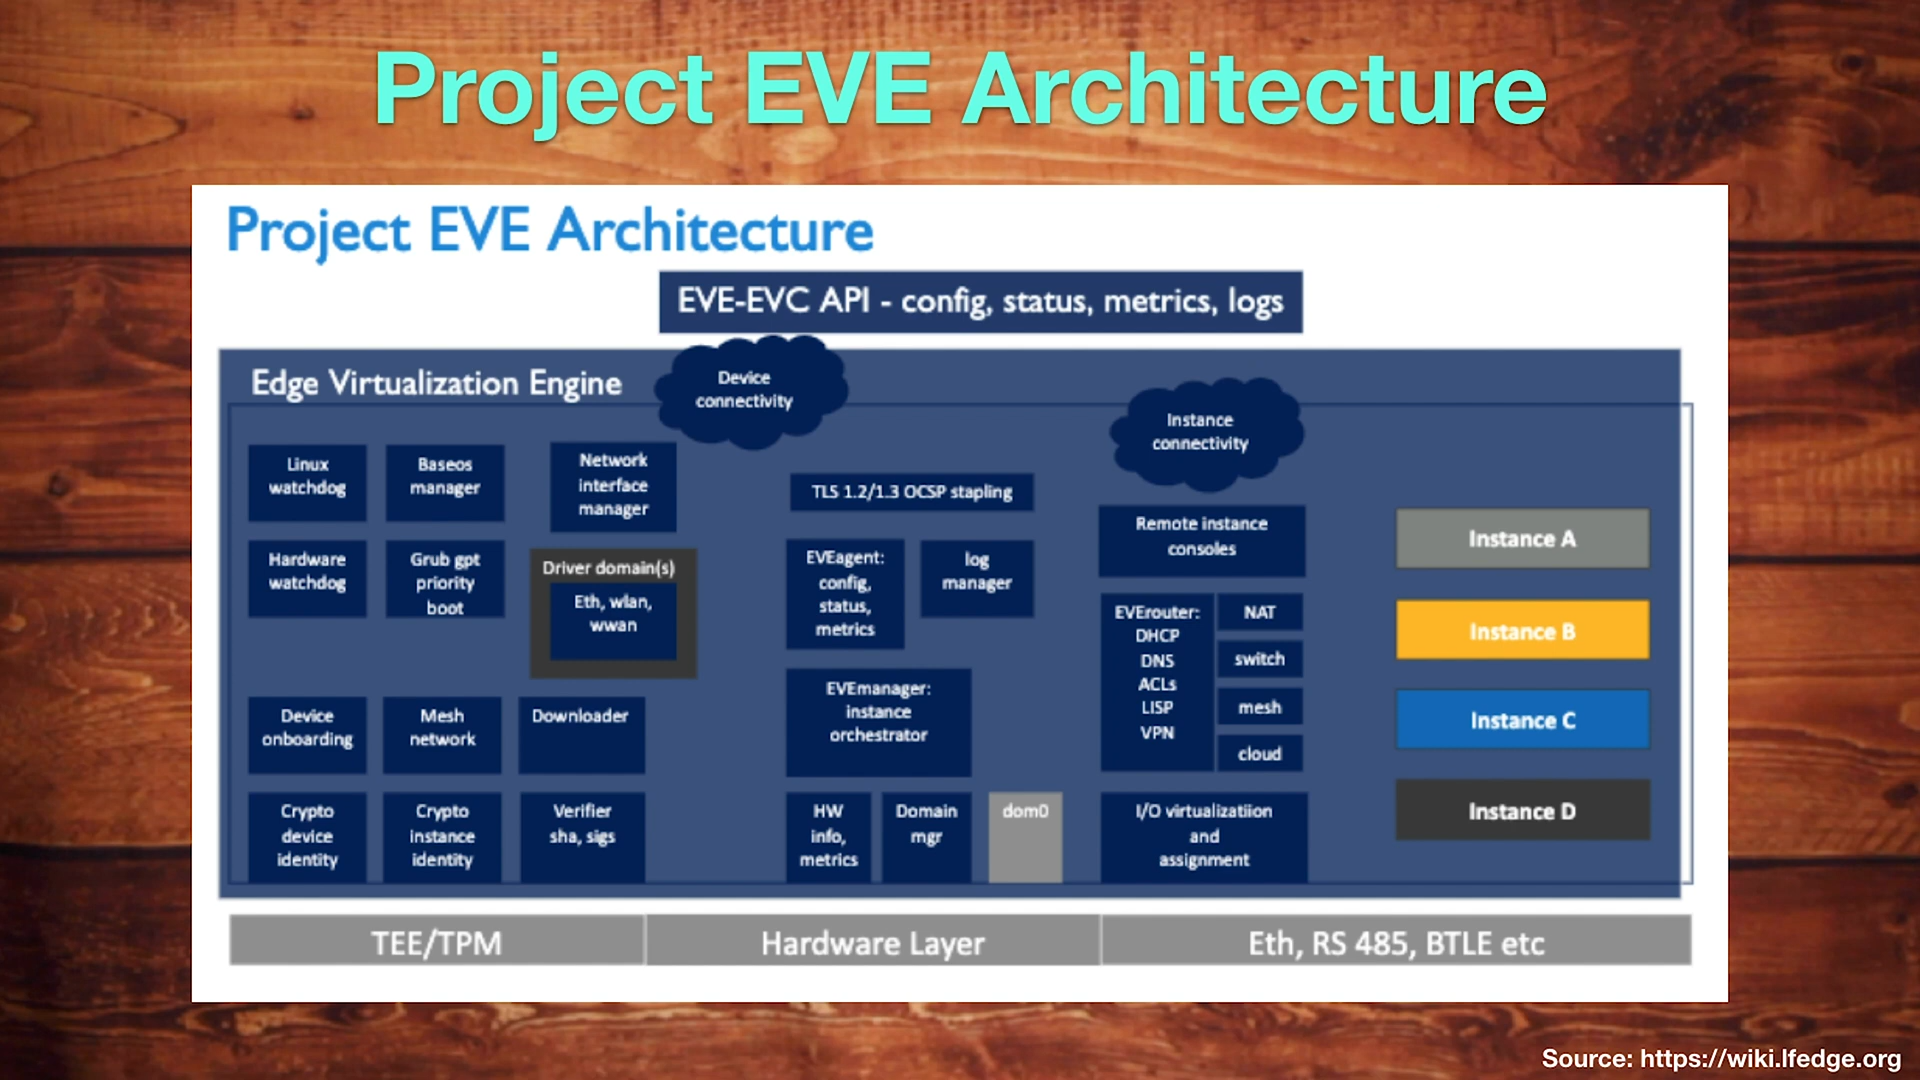 Project EVE Architecture
Project EVE Architecture
EVE-EVC API - config, status, metrics, logs
Edge Virtualization Engine
Device
connectivity
Instance
connectivity
Linux
watchdog
Baseos
manager
Network
interface
manager
TLS 1.2/1.3 OCSP stapling
Remote instance
consoles
Hardware
watchdog
Grub gpt
priority
boot
Driver domain(s)
Eth, wlan,
wwan
EVEagent:
config,
status,
metrics
log
manager
EVErouter:
DHCP
DNS
ACLs
LISP
VPN
NAT
switch
mesh
cloud
Instance A
Instance B
Instance C
Instance D
Device
onboarding
Mesh
network
Downloader
EVEmanager:
instance
orchestrator
Crypto
device
identity
Crypto
instance
identity
Verifier
sha, sigs
HW
info,
metrics
Domain
mgr
dom0
I/O virtualizatiion
and
assignment
TEE/TPM
Hardware Layer
Eth, RS 485, BTLE etc
Source: https://wiki.lfedge.org